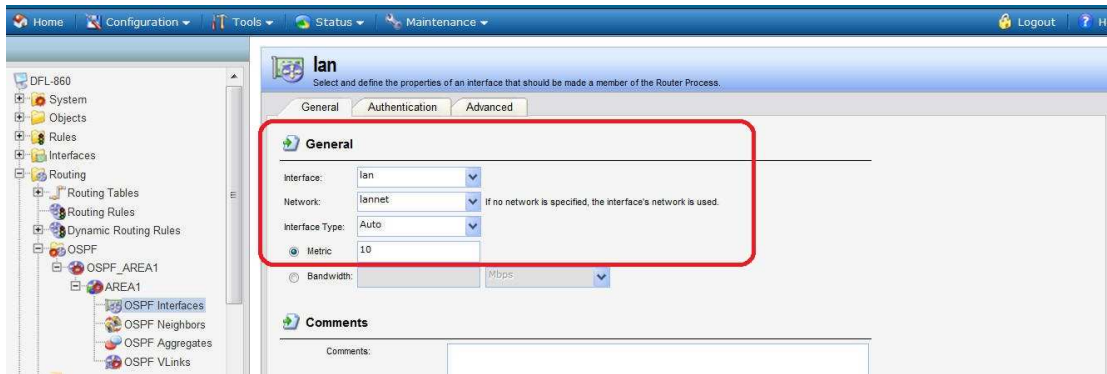 Home Configuration Tools Status Maintenance Logout H
DFL-860
System
Objects
Rules
Interfaces
Routing
Routing Tables
Routing Rules
Dynamic Routing Rules
OSPF
OSPF_AREA1
AREA1
OSPF Interfaces
OSPF Neighbors
OSPF Aggregates
OSPF VLinks
lan
Select and define the properties of an interface that should be made a member of the Router Process.
General Authentication Advanced
General
Interface: lan
Network: lannet If no network is specified, the interface's network is used.
Interface Type: Auto
Metric 10
Bandwidth: Mbps
Comments
Comments: